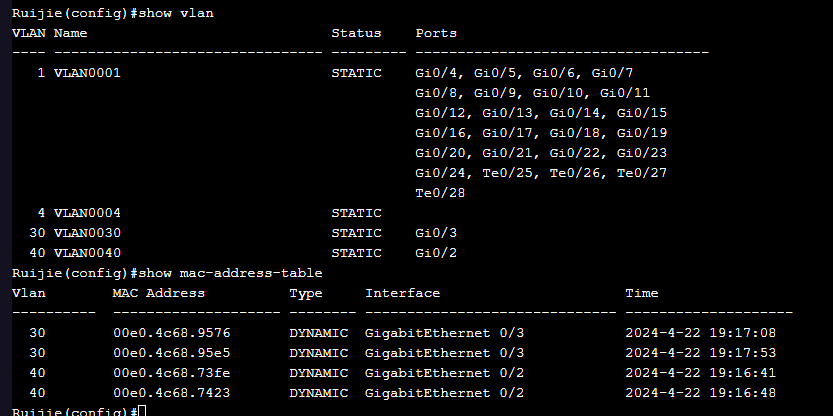 Ruijie(config)#show vlan
VLAN Name                             Status    Ports
---- -------------------------------- --------- -----------------------------------
   1 VLAN0001                         STATIC    Gi0/4, Gi0/5, Gi0/6, Gi0/7
                                                Gi0/8, Gi0/9, Gi0/10, Gi0/11
                                                Gi0/12, Gi0/13, Gi0/14, Gi0/15
                                                Gi0/16, Gi0/17, Gi0/18, Gi0/19
                                                Gi0/20, Gi0/21, Gi0/22, Gi0/23
                                                Gi0/24, Te0/25, Te0/26, Te0/27
                                                Te0/28
   4 VLAN0004                         STATIC
  30 VLAN0030                         STATIC    Gi0/3
  40 VLAN0040                         STATIC    Gi0/2
Ruijie(config)#show mac-address-table
Vlan        MAC Address          Type     Interface                      Time
----------  -------------------- -------- ------------------------------ --------------------
  30        00e0.4c68.9576       DYNAMIC  GigabitEthernet 0/3            2024-4-22 19:17:08
  30        00e0.4c68.95e5       DYNAMIC  GigabitEthernet 0/3            2024-4-22 19:17:53
  40        00e0.4c68.73fe       DYNAMIC  GigabitEthernet 0/2            2024-4-22 19:16:41
  40        00e0.4c68.7423       DYNAMIC  GigabitEthernet 0/2            2024-4-22 19:16:48
Ruijie(config)#